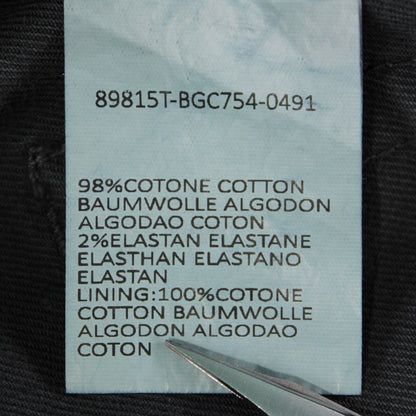 89815T-BGC754-0491
98%COTONE COTTON
BAUMWOLLE ALGODON
ALGODAO COTON
2%ELASTAN ELASTANE
ELASTHAN ELASTANO
ELASTAN
LINING:100%COTONE
COTTON BAUMWOLLE
ALGODON ALGODAO
COTON